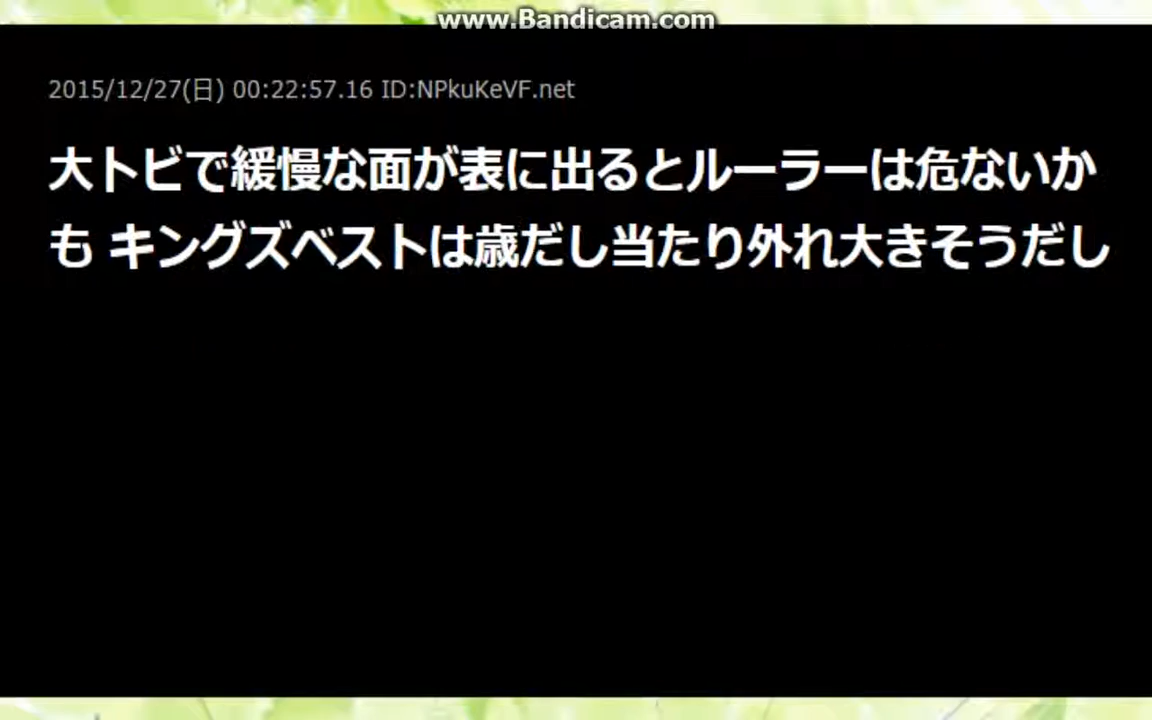 www.Bandicam.com
2015/12/27(日) 00:22:57.16 ID:NPkuKeVF.net
大トビで緩慢な面が表に出るとルーラーは危ないか
も キングズベストは歳だし当たり外れ大きそうだし